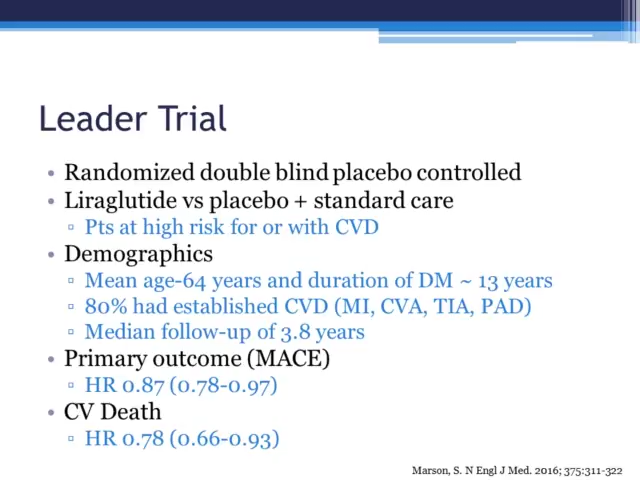 Leader Trial
• Randomized double blind placebo controlled
• Liraglutide vs placebo + standard care
▫ Pts at high risk for or with CVD
• Demographics
▫ Mean age-64 years and duration of DM ~ 13 years
▫ 80% had established CVD (MI, CVA, TIA, PAD)
▫ Median follow-up of 3.8 years
• Primary outcome (MACE)
▫ HR 0.87 (0.78-0.97)
• CV Death
▫ HR 0.78 (0.66-0.93)
Marson, S. N Engl J Med. 2016; 375:311-322